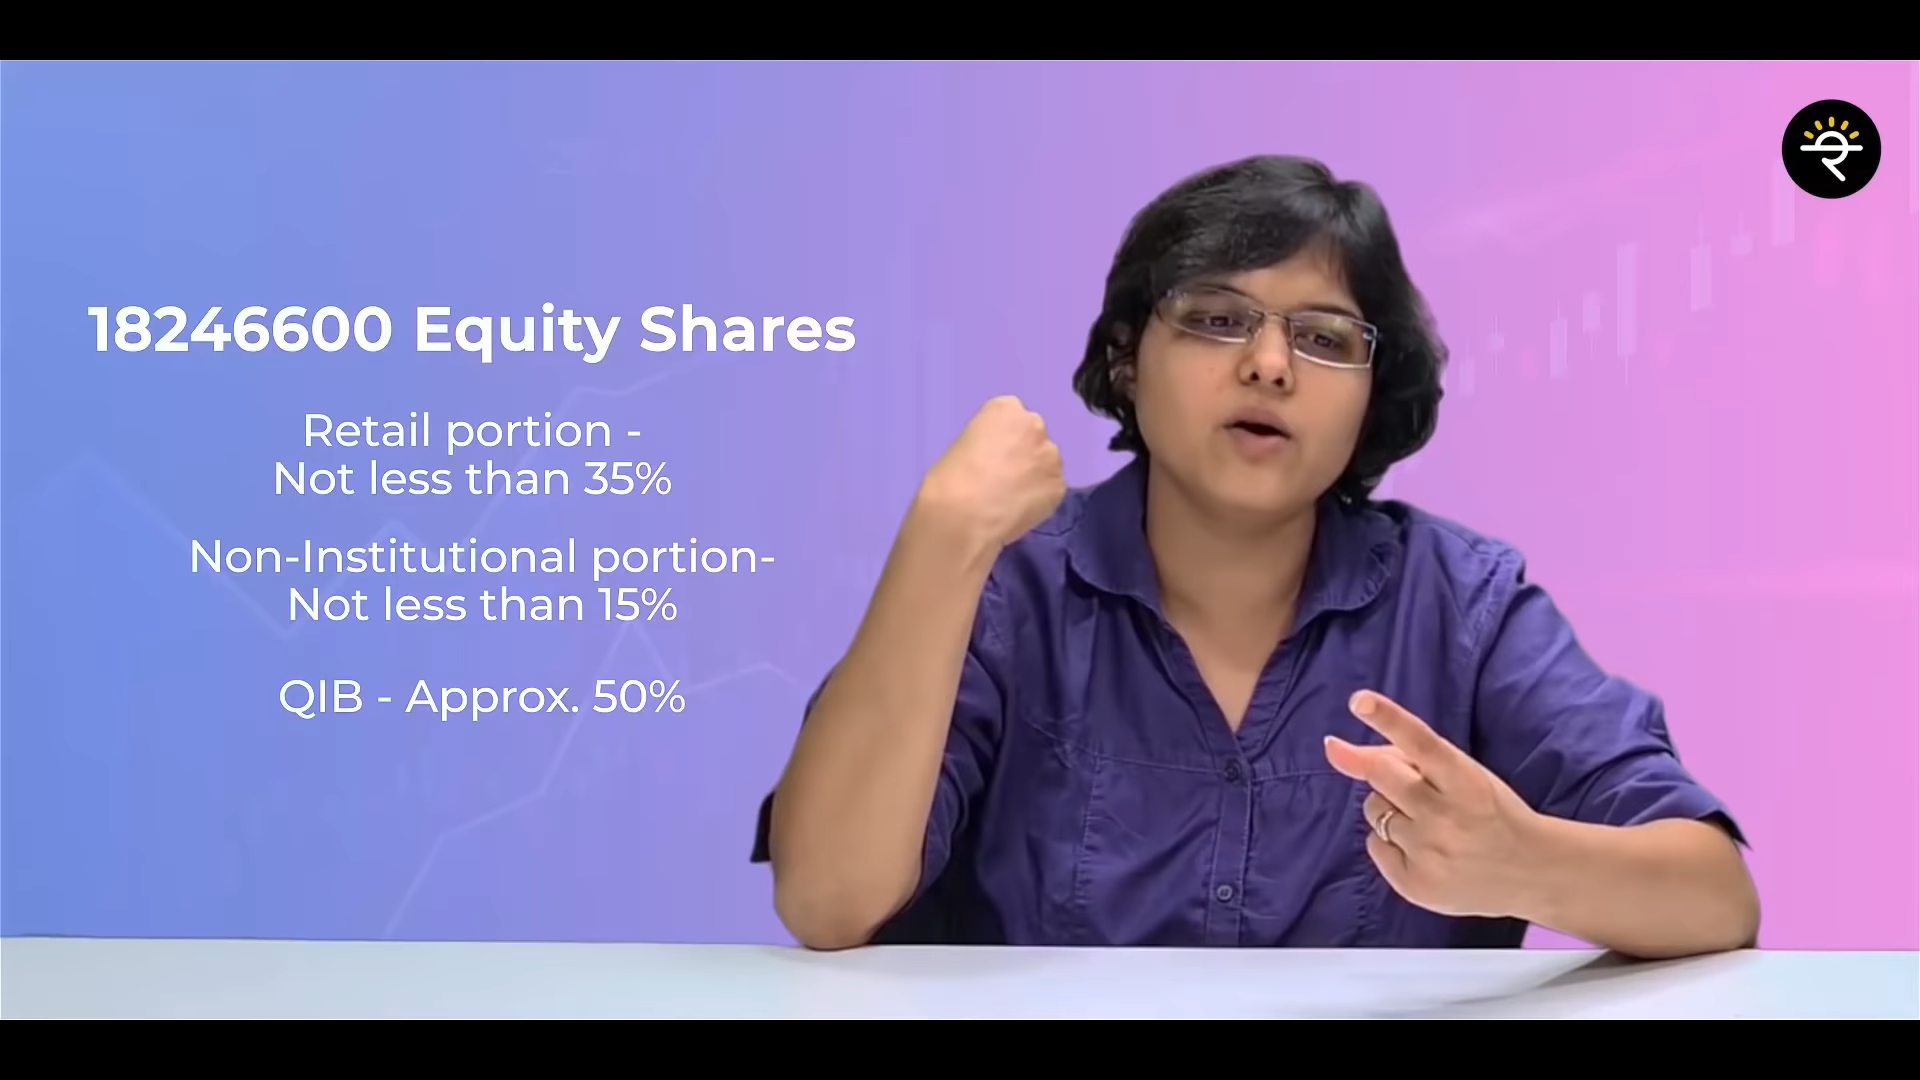 18246600 Equity Shares
Retail portion -
Not less than 35%
Non-Institutional portion-
Not less than 15%
QIB - Approx. 50%